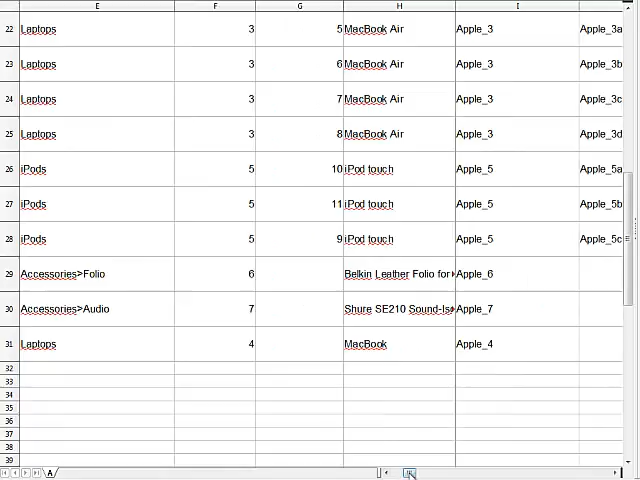 E F G H I
22 Laptops 3 5 MacBook Air Apple_3 Apple_3a
23 Laptops 3 6 MacBook Air Apple_3 Apple_3b
24 Laptops 3 7 MacBook Air Apple_3 Apple_3c
25 Laptops 3 8 MacBook Air Apple_3 Apple_3d
26 iPods 5 10 iPod touch Apple_5 Apple_5a
27 iPods 5 11 iPod touch Apple_5 Apple_5b
28 iPods 5 9 iPod touch Apple_5 Apple_5c
29 Accessories>Folio 6 Belkin Leather Folio for Apple_6
30 Accessories>Audio 7 Shure SE210 Sound-Iso Apple_7
31 Laptops 4 MacBook Apple_4
32
33
34
35
36
37
38
39
A